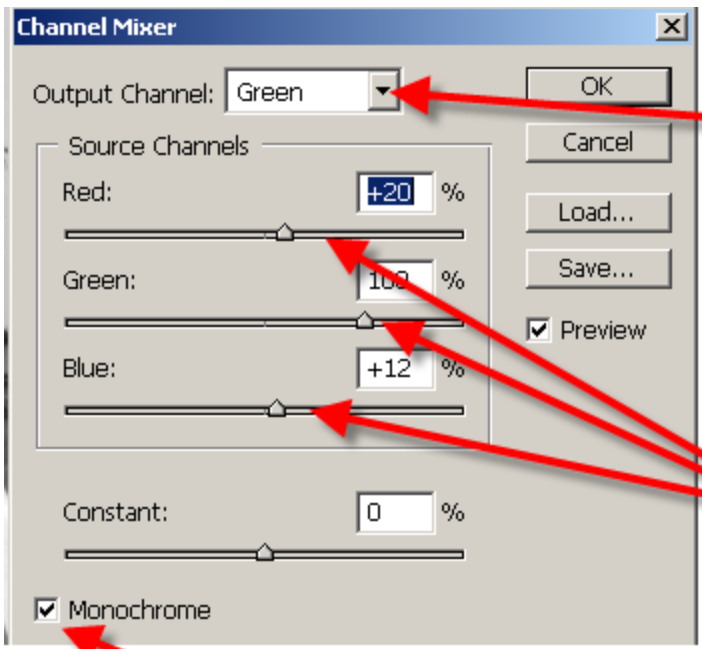 Channel Mixer
Output Channel: Green
OK
Cancel
Load...
Save...
Preview
Source Channels
Red: +20 %
Green: 100 %
Blue: +12 %
Constant: 0 %
Monochrome